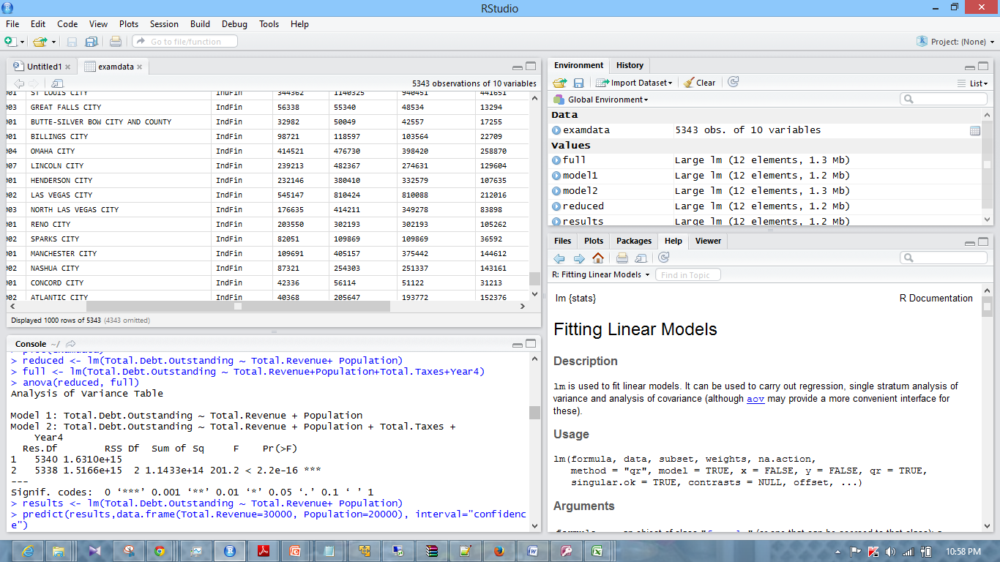 RStudio
File Edit Code View Plots Session Build Debug Tools Help
Go to file/function
Project: (None)
Untitled1 examdata
5343 observations of 10 variables
001 ST LOUIS CITY IndFin 344362 1140325 940451 441651
003 GREAT FALLS CITY IndFin 56338 55340 48534 13294
001 BUTTE-SILVER BOW CITY AND COUNTY IndFin 32982 50049 42557 17255
001 BILLINGS CITY IndFin 98721 118597 103564 22709
004 OMAHA CITY IndFin 414521 476730 398420 258870
007 LINCOLN CITY IndFin 239213 482367 274631 129604
001 HENDERSON CITY IndFin 232146 380410 332579 107635
002 LAS VEGAS CITY IndFin 545147 810424 810088 212016
003 NORTH LAS VEGAS CITY IndFin 176635 414211 349278 83898
001 RENO CITY IndFin 203550 302193 302193 105262
002 SPARKS CITY IndFin 82051 109869 109869 36592
001 MANCHESTER CITY IndFin 109691 405157 375442 144612
002 NASHUA CITY IndFin 87321 254303 251337 143161
001 CONCORD CITY IndFin 42336 56114 51122 31213
002 ATLANTIC CITY IndFin 40368 205647 193772 152376
Displayed 1000 rows of 5343 (4343 omitted)
Console ~/
> reduced <- lm(Total.Debt.Outstanding ~ Total.Revenue+ Population)
> full <- lm(Total.Debt.Outstanding ~ Total.Revenue+Population+Total.Taxes+Year4)
> anova(reduced, full)
Analysis of Variance Table
Model 1: Total.Debt.Outstanding ~ Total.Revenue + Population
Model 2: Total.Debt.Outstanding ~ Total.Revenue + Population + Total.Taxes +
Year4
Res.Df RSS Df Sum of Sq F Pr(>F)
1 5340 1.6310e+15
2 5338 1.5166e+15 2 1.1433e+14 201.2 < 2.2e-16 ***
---
Signif. codes: 0 ‘***’ 0.001 ‘**’ 0.01 ‘*’ 0.05 ‘.’ 0.1 ‘ ’ 1
> results <- lm(Total.Debt.Outstanding ~ Total.Revenue+ Population)
> predict(results,data.frame(Total.Revenue=30000, Population=20000), interval="confidenc
e")
Environment History
Import Dataset Clear List
Global Environment
Data
examdata 5343 obs. of 10 variables
Values
full Large lm (12 elements, 1.3 Mb)
model1 Large lm (12 elements, 1.2 Mb)
model2 Large lm (12 elements, 1.3 Mb)
reduced Large lm (12 elements, 1.2 Mb)
results Large lm (12 elements, 1.2 Mb)
Files Plots Packages Help Viewer
R: Fitting Linear Models Find in Topic
lm {stats} R Documentation
Fitting Linear Models
Description
lm is used to fit linear models. It can be used to carry out regression, single stratum analysis of
variance and analysis of covariance (although aov may provide a more convenient interface for
these).
Usage
lm(formula, data, subset, weights, na.action,
method = "qr", model = TRUE, x = FALSE, y = FALSE, qr = TRUE,
singular.ok = TRUE, contrasts = NULL, offset, ...)
Arguments
10:58 PM